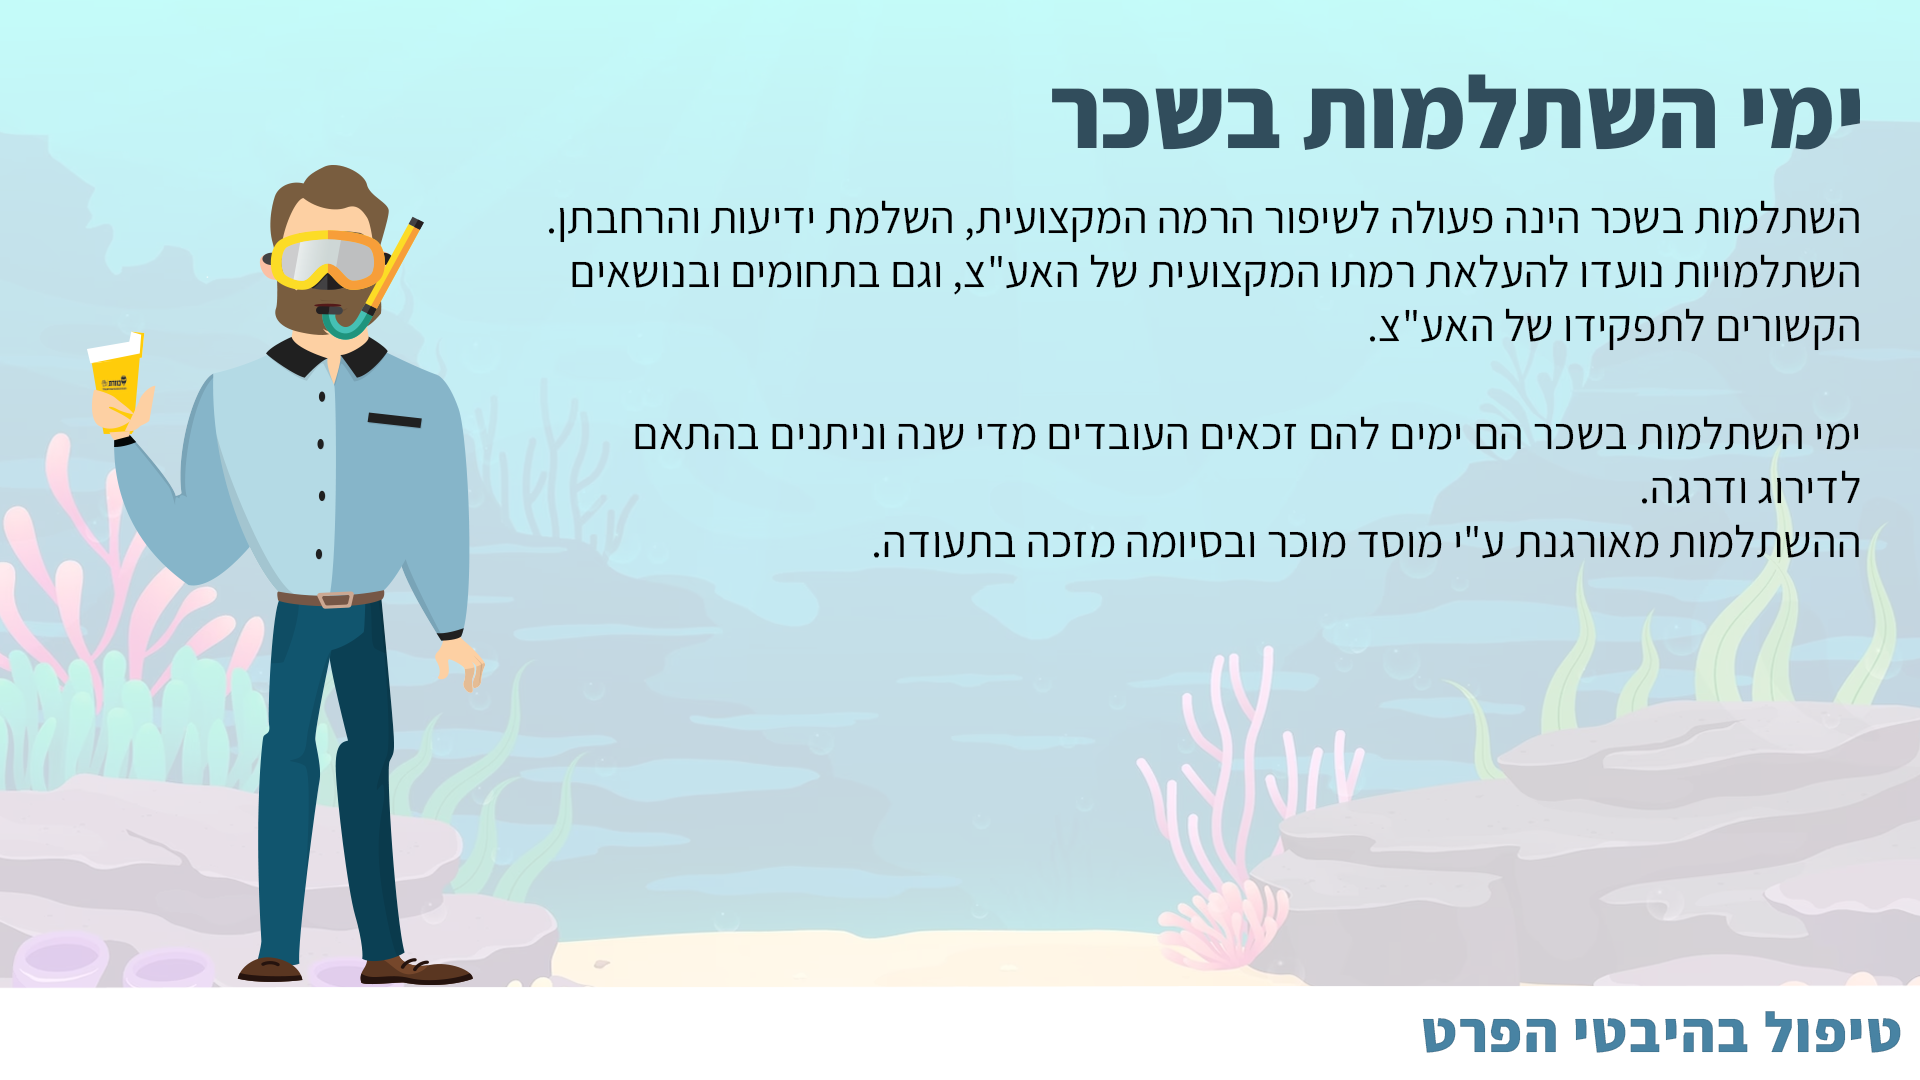 ימי השתלמות בשכר
השתלמות בשכר הינה פעולה לשיפור הרמה המקצועית, השלמת ידיעות והרחבתן.
השתלמויות נועדו להעלאת רמתו המקצועית של האע"צ, וגם בתחומים ובנושאים
הקשורים לתפקידו של האע"צ.
ימי השתלמות בשכר הם ימים להם זכאים העובדים מדי שנה וניתנים בהתאם
לדירוג ודרגה.
ההשתלמות מאורגנת ע"י מוסד מוכר ובסיומה מזכה בתעודה.
טיפול בהיבטי הפרט